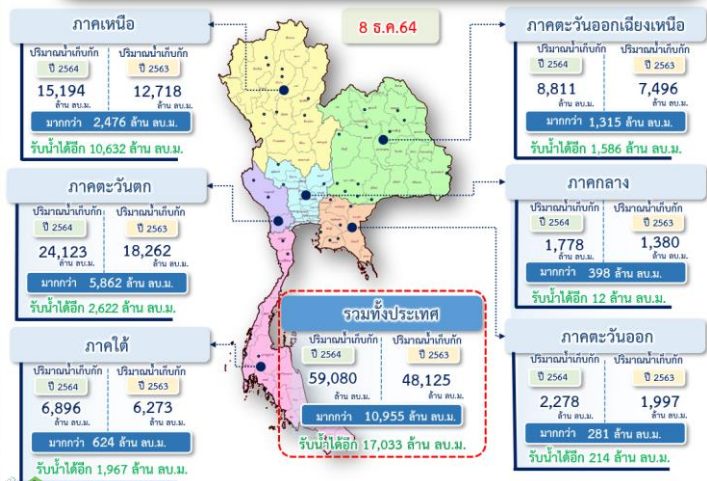 8 ธ.ค.64
ภาคเหนือ
ปริมาณน้ำเก็บกัก ปริมาณน้ำเก็บกัก
ปี 2564 ปี 2563
15,194 12,718
ล้าน ลบ.ม. ล้าน ลบ.ม.
มากกว่า 2,476 ล้าน ลบ.ม.
รับน้ำได้อีก 10,632 ล้าน ลบ.ม.
ภาคตะวันออกเฉียงเหนือ
ปริมาณน้ำเก็บกัก ปริมาณน้ำเก็บกัก
ปี 2564 ปี 2563
8,811 7,496
ล้าน ลบ.ม. ล้าน ลบ.ม.
มากกว่า 1,315 ล้าน ลบ.ม.
รับน้ำได้อีก 1,586 ล้าน ลบ.ม.
ภาคตะวันตก
ปริมาณน้ำเก็บกัก ปริมาณน้ำเก็บกัก
ปี 2564 ปี 2563
24,123 18,262
ล้าน ลบ.ม. ล้าน ลบ.ม.
มากกว่า 5,862 ล้าน ลบ.ม.
รับน้ำได้อีก 2,622 ล้าน ลบ.ม.
ภาคกลาง
ปริมาณน้ำเก็บกัก ปริมาณน้ำเก็บกัก
ปี 2564 ปี 2563
1,778 1,380
ล้าน ลบ.ม. ล้าน ลบ.ม.
มากกว่า 398 ล้าน ลบ.ม.
รับน้ำได้อีก 12 ล้าน ลบ.ม.
ภาคใต้
ปริมาณน้ำเก็บกัก ปริมาณน้ำเก็บกัก
ปี 2564 ปี 2563
6,896 6,273
ล้าน ลบ.ม. ล้าน ลบ.ม.
มากกว่า 624 ล้าน ลบ.ม.
รับน้ำได้อีก 1,967 ล้าน ลบ.ม.
รวมทั้งประเทศ
ปริมาณน้ำเก็บกัก ปริมาณน้ำเก็บกัก
ปี 2564 ปี 2563
59,080 48,125
ล้าน ลบ.ม. ล้าน ลบ.ม.
มากกว่า 10,955 ล้าน ลบ.ม.
รับน้ำได้อีก 17,033 ล้าน ลบ.ม.
ภาคตะวันออก
ปริมาณน้ำเก็บกัก ปริมาณน้ำเก็บกัก
ปี 2564 ปี 2563
2,278 1,997
ล้าน ลบ.ม. ล้าน ลบ.ม.
มากกว่า 281 ล้าน ลบ.ม.
รับน้ำได้อีก 214 ล้าน ลบ.ม.